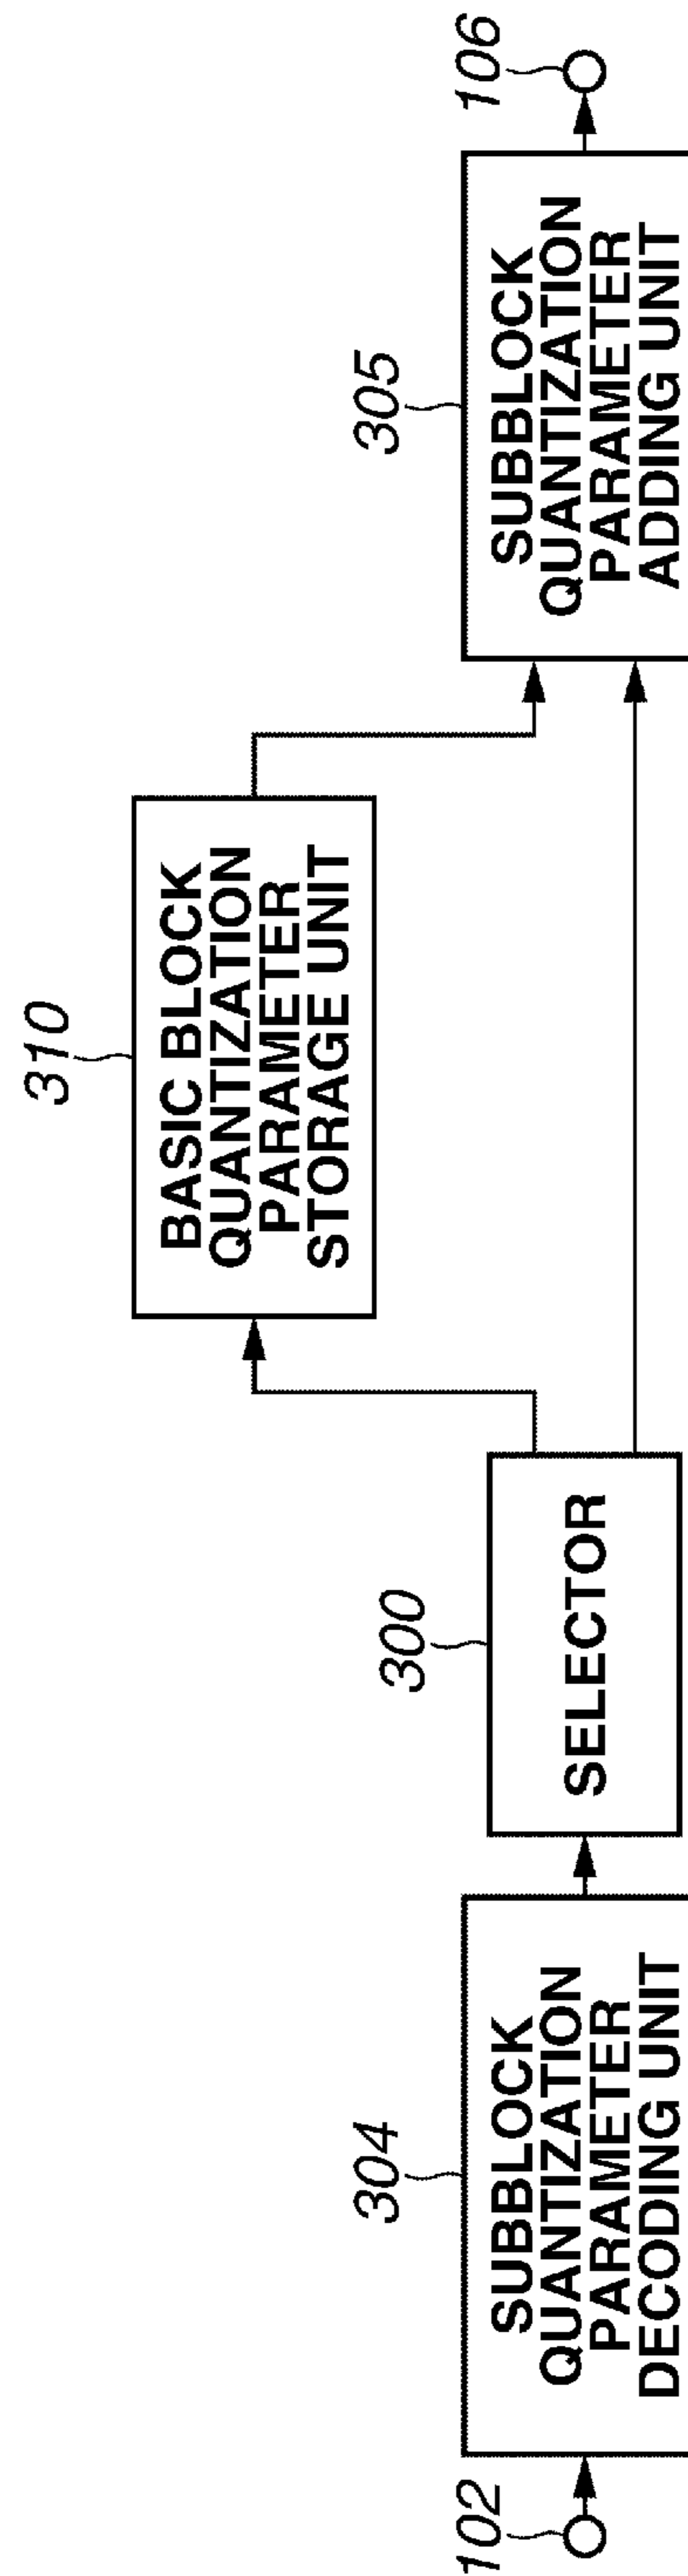 102
304
SUBBLOCK
QUANTIZATION
PARAMETER
DECODING UNIT
300
SELECTOR
310
BASIC BLOCK
QUANTIZATION
PARAMETER
STORAGE UNIT
305
SUBBLOCK
QUANTIZATION
PARAMETER
ADDING UNIT
106